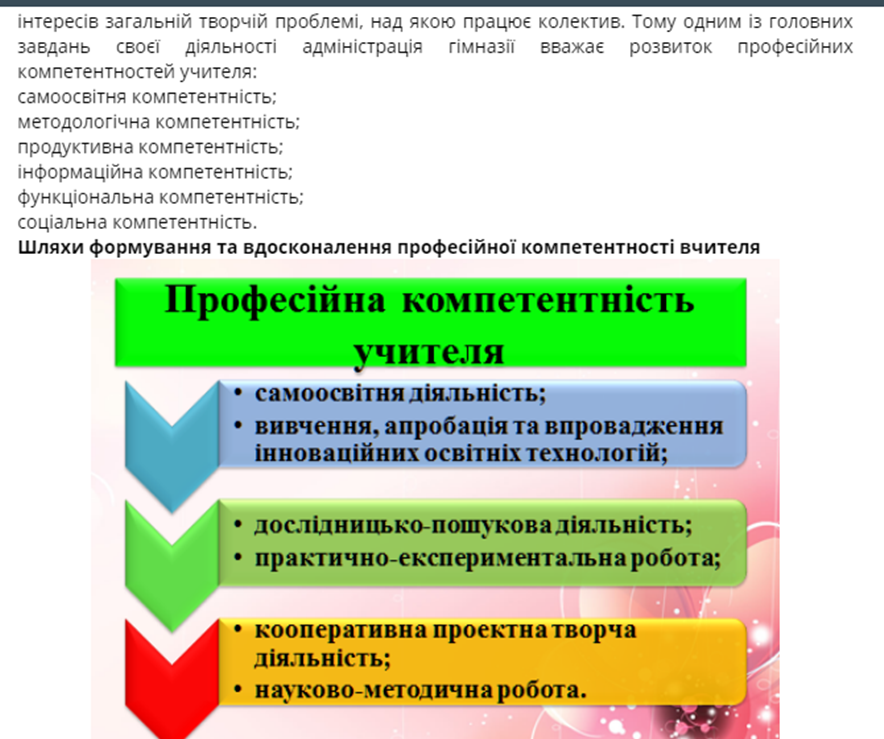 інтересів загальній творчій проблемі, над якою працює колектив. Тому одним із головних
завдань своєї діяльності адміністрація гімназії вважає розвиток професійних
компетентностей учителя:
самоосвітня компетентність;
методологічна компетентність;
продуктивна компетентність;
інформаційна компетентність;
функціональна компетентність;
соціальна компетентність.
Шляхи формування та вдосконалення професійної компетентності вчителя
Професійна компетентність
учителя
• самоосвітня діяльність;
• вивчення, апробація та впровадження
інноваційних освітніх технологій;
• дослідницько-пошукова діяльність;
• практично-експериментальна робота;
• кооперативна проектна творча
діяльність;
• науково-методична робота.